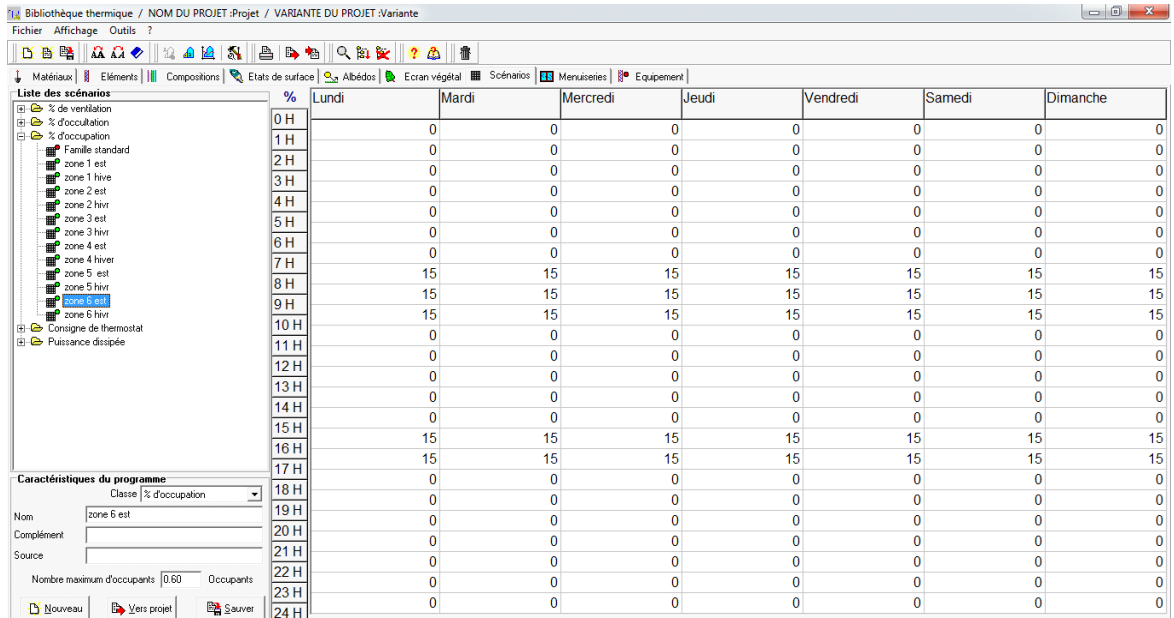 Bibliothèque thermique / NOM DU PROJET :Projet / VARIANTE DU PROJET :Variante
Fichier Affichage Outils ?
Matériaux Eléments Compositions Etats de surface Albédos Ecran végétal Scénarios Menuiseries Equipement
Liste des scénarios
% de ventilation
% d'occultation
% d'occupation
Famille standard
zone 1 est
zone 1 hive
zone 2 est
zone 2 hivr
zone 3 est
zone 3 hivr
zone 4 est
zone 4 hiver
zone 5 est
zone 5 hivr
zone 6 est
zone 6 hivr
Consigne de thermostat
Puissance dissipée
Caractéristiques du programme
Classe % d'occupation
Nom zone 6 est
Complément
Source
Nombre maximum d'occupants 0.60 Occupants
Nouveau Vers projet Sauver
% Lundi Mardi Mercredi Jeudi Vendredi Samedi Dimanche
0 H
0 0 0 0 0 0 0
1 H
0 0 0 0 0 0 0
2 H
0 0 0 0 0 0 0
3 H
0 0 0 0 0 0 0
4 H
0 0 0 0 0 0 0
5 H
0 0 0 0 0 0 0
6 H
0 0 0 0 0 0 0
7 H
15 15 15 15 15 15 15
8 H
15 15 15 15 15 15 15
9 H
15 15 15 15 15 15 15
10 H
0 0 0 0 0 0 0
11 H
0 0 0 0 0 0 0
12 H
0 0 0 0 0 0 0
13 H
0 0 0 0 0 0 0
14 H
0 0 0 0 0 0 0
15 H
15 15 15 15 15 15 15
16 H
15 15 15 15 15 15 15
17 H
0 0 0 0 0 0 0
18 H
0 0 0 0 0 0 0
19 H
0 0 0 0 0 0 0
20 H
0 0 0 0 0 0 0
21 H
0 0 0 0 0 0 0
22 H
0 0 0 0 0 0 0
23 H
0 0 0 0 0 0 0
24 H